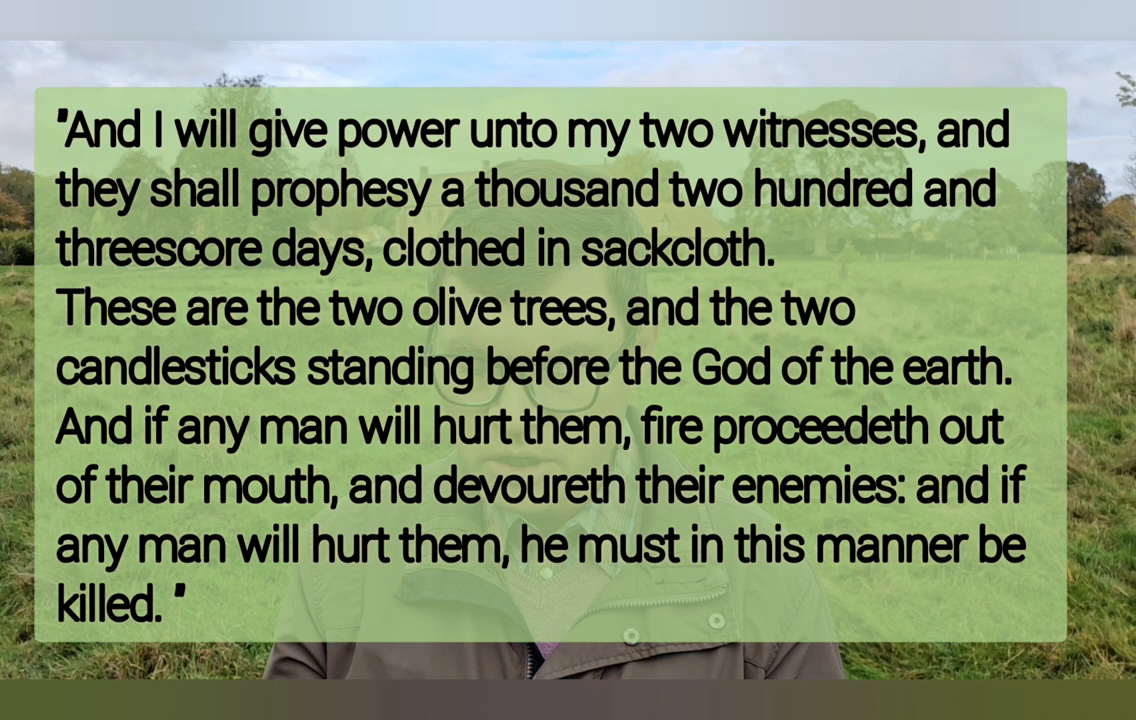 "And I will give power unto my two witnesses, and
they shall prophesy a thousand two hundred and
threescore days, clothed in sackcloth.
These are the two olive trees, and the two
candlesticks standing before the God of the earth.
And if any man will hurt them, fire proceedeth out
of their mouth, and devoureth their enemies: and if
any man will hurt them, he must in this manner be
killed. "